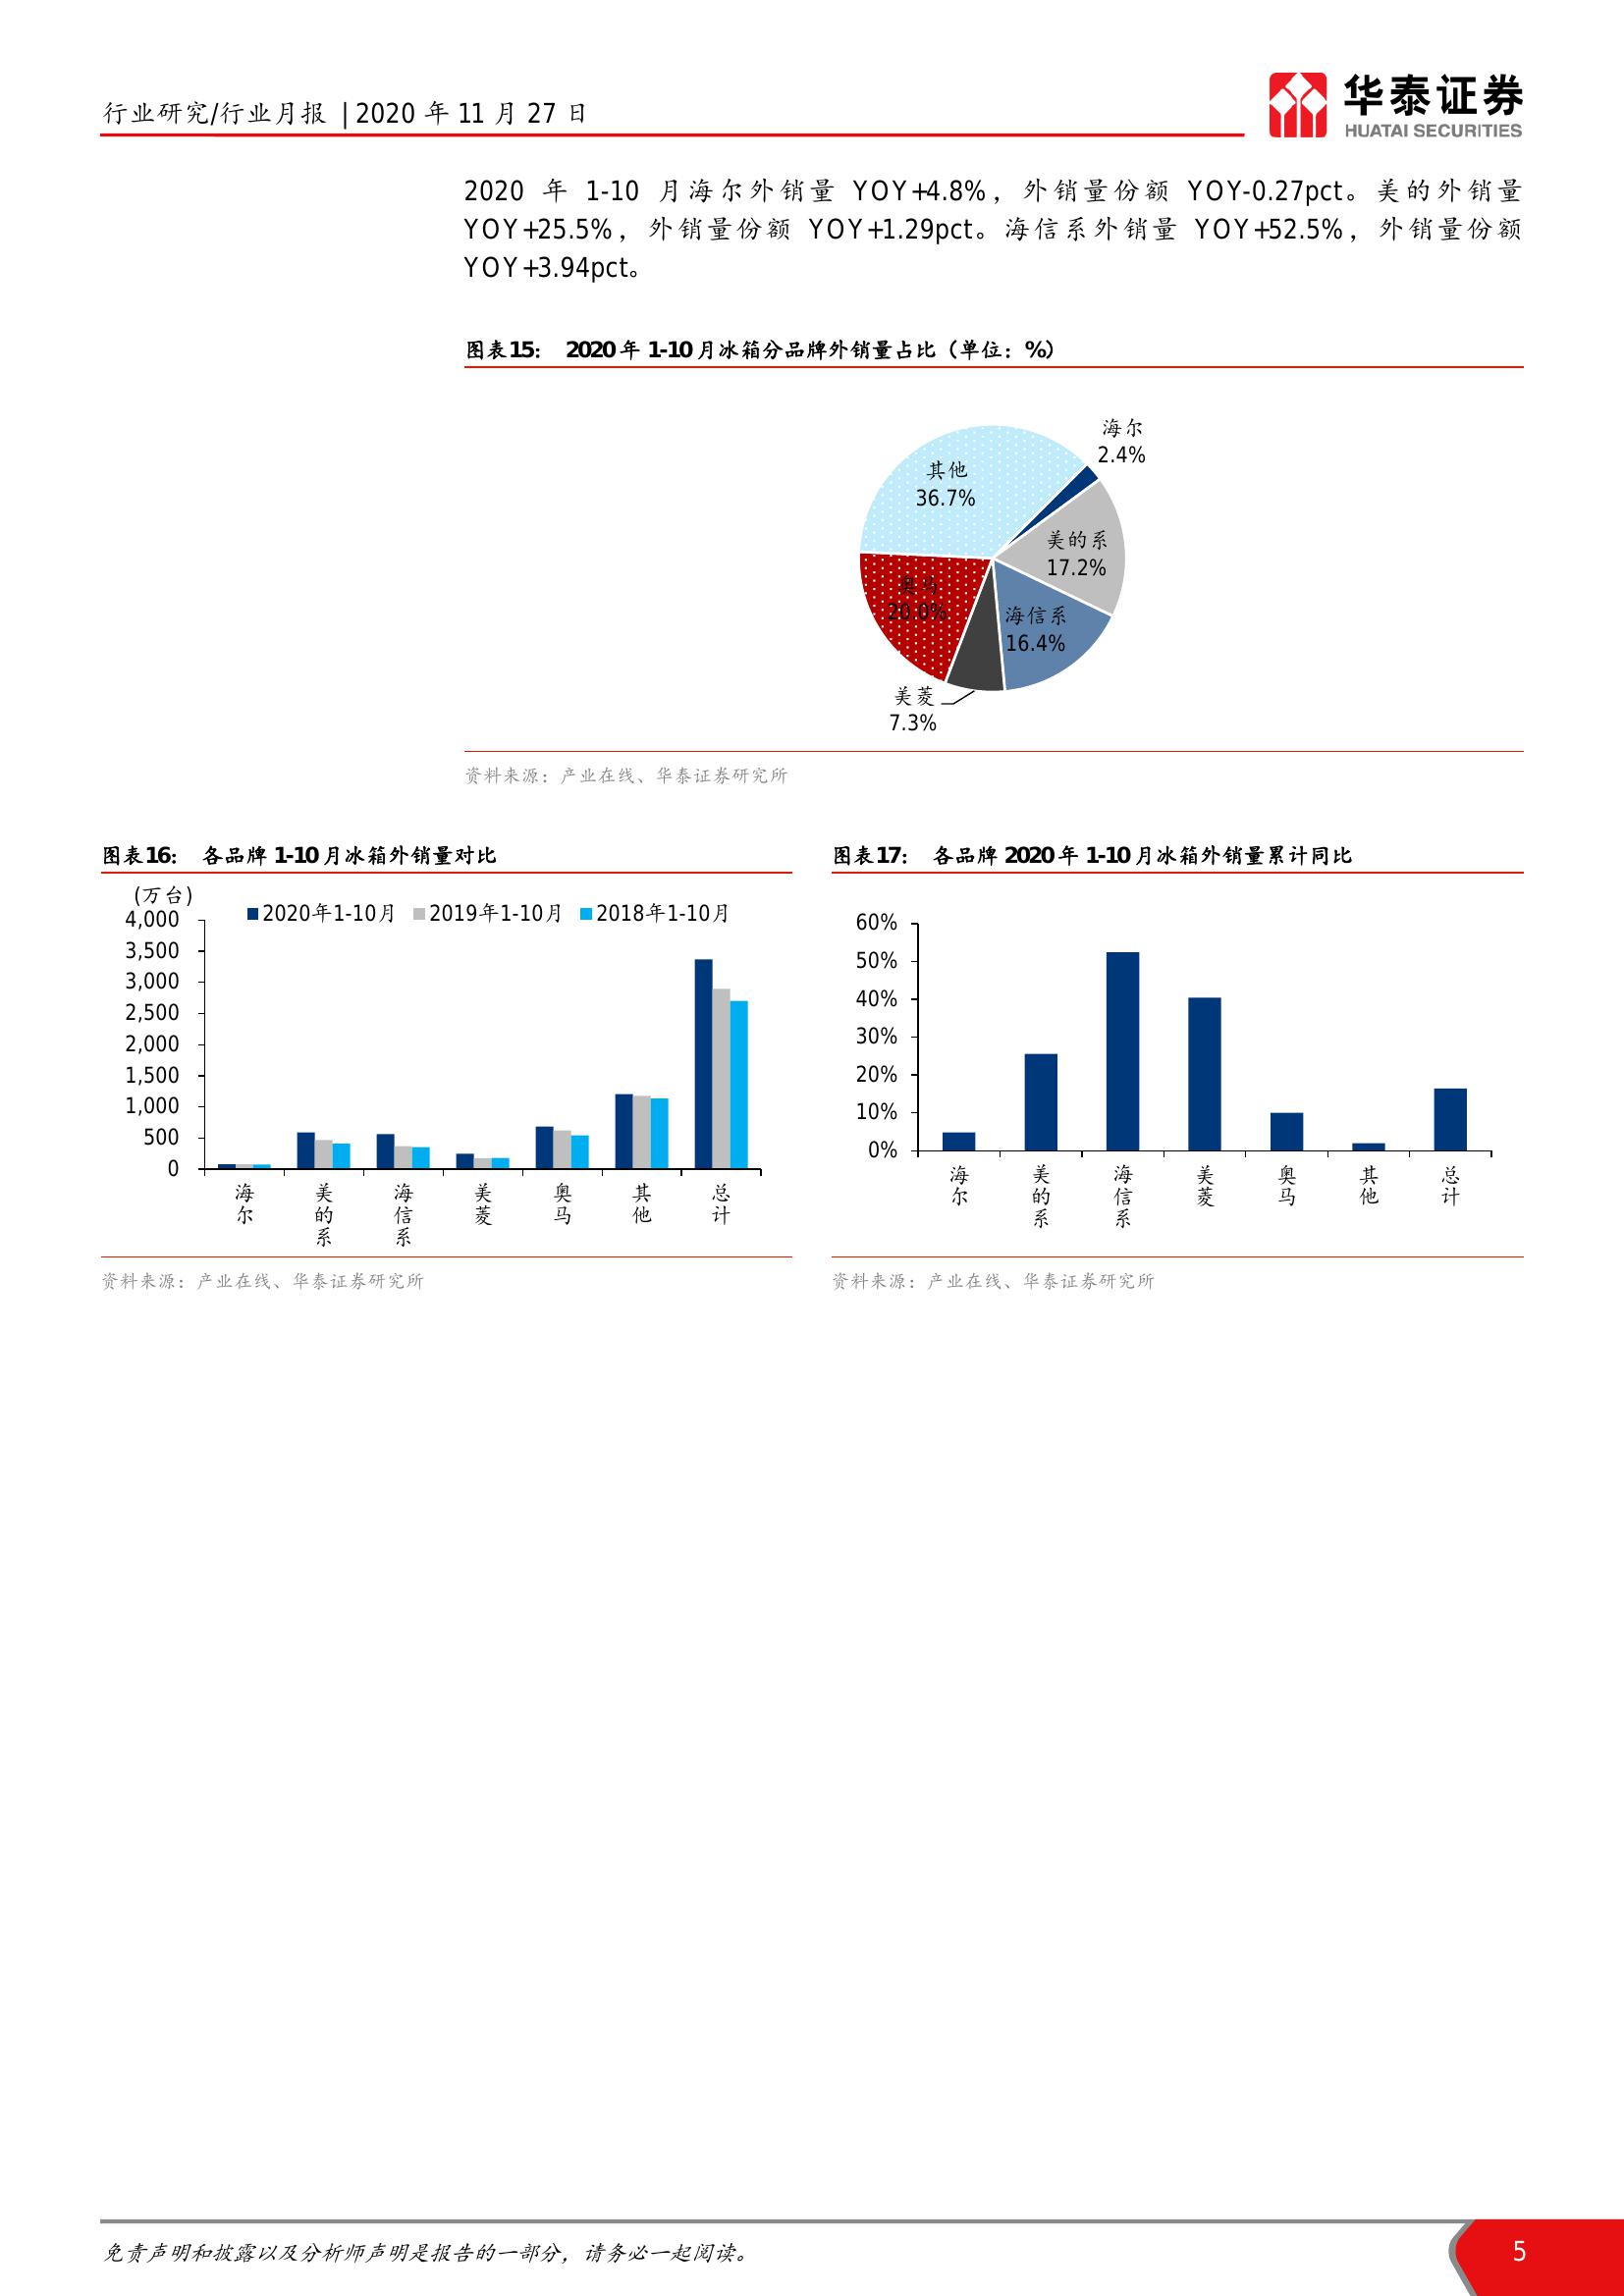 行业研究/行业月报 | 2020 年 11 月 27 日
华泰证券
HUATAI SECURITIES
2020 年 1-10 月海尔外销量 YOY+4.8%，外销量份额 YOY-0.27pct。美的外销量
YOY+25.5%，外销量份额 YOY+1.29pct。海信系外销量 YOY+52.5%，外销量份额
YOY+3.94pct。
图表15： 2020 年 1-10 月冰箱分品牌外销量占比（单位：%）
海尔
2.4%
其他
36.7%
美的系
17.2%
奥马
20.0%
海信系
16.4%
美菱
7.3%
资料来源：产业在线、华泰证券研究所
图表16： 各品牌 1-10 月冰箱外销量对比
(万台)
2020年1-10月 2019年1-10月 2018年1-10月
4,000
3,500
3,000
2,500
2,000
1,500
1,000
500
0
海尔 美的系 海信系 美菱 奥马 其他 总计
资料来源：产业在线、华泰证券研究所
图表17： 各品牌 2020 年 1-10 月冰箱外销量累计同比
60%
50%
40%
30%
20%
10%
0%
海尔 美的系 海信系 美菱 奥马 其他 总计
资料来源：产业在线、华泰证券研究所
免责声明和披露以及分析师声明是报告的一部分，请务必一起阅读。
5